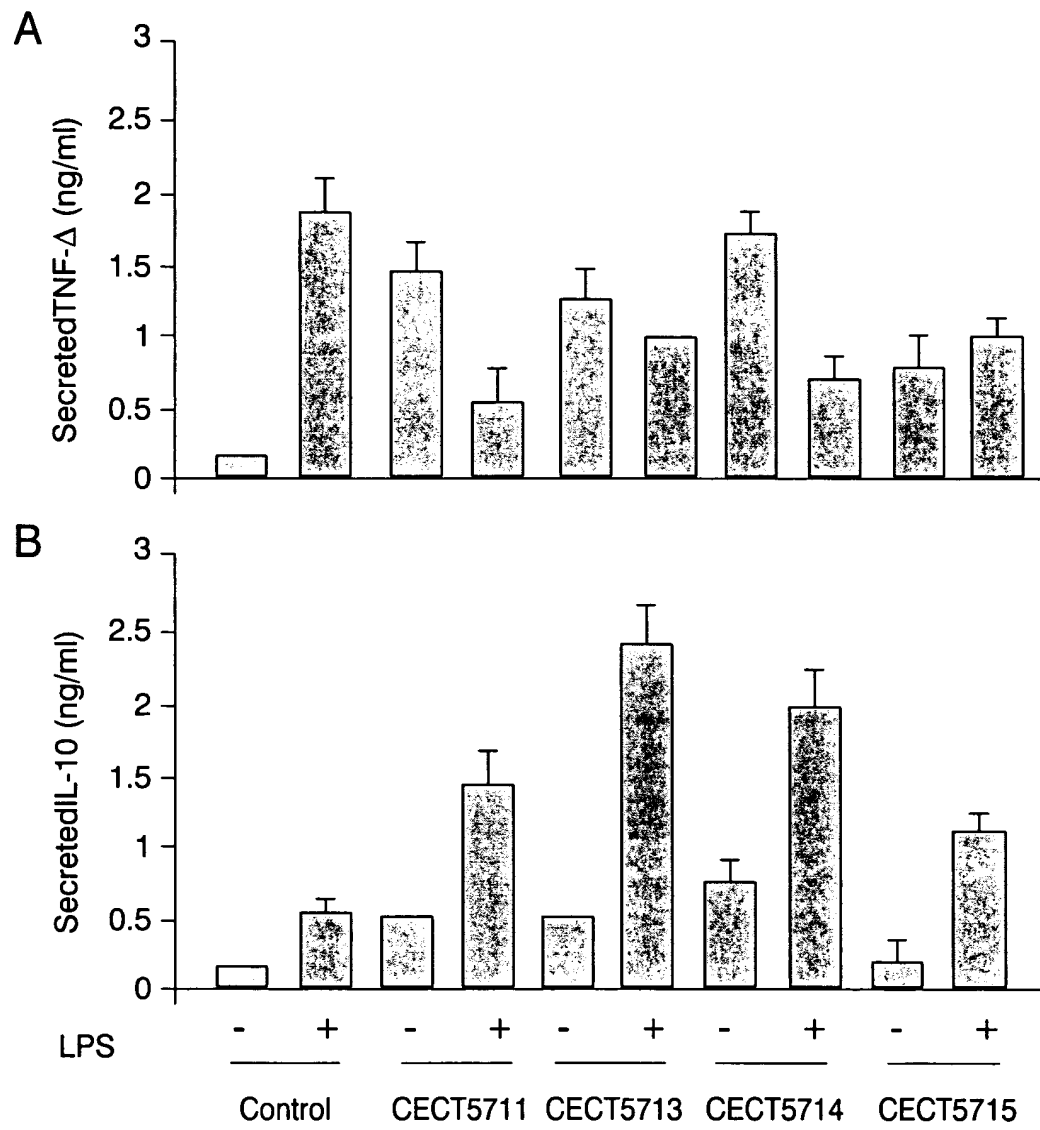 A
3
2.5
2
1.5
1
0.5
0
SecretedTNF-Δ (ng/ml)
B
3
2.5
2
1.5
1
0.5
0
SecretedIL-10 (ng/ml)
LPS - + - + - + - + - +
Control CECT5711 CECT5713 CECT5714 CECT5715